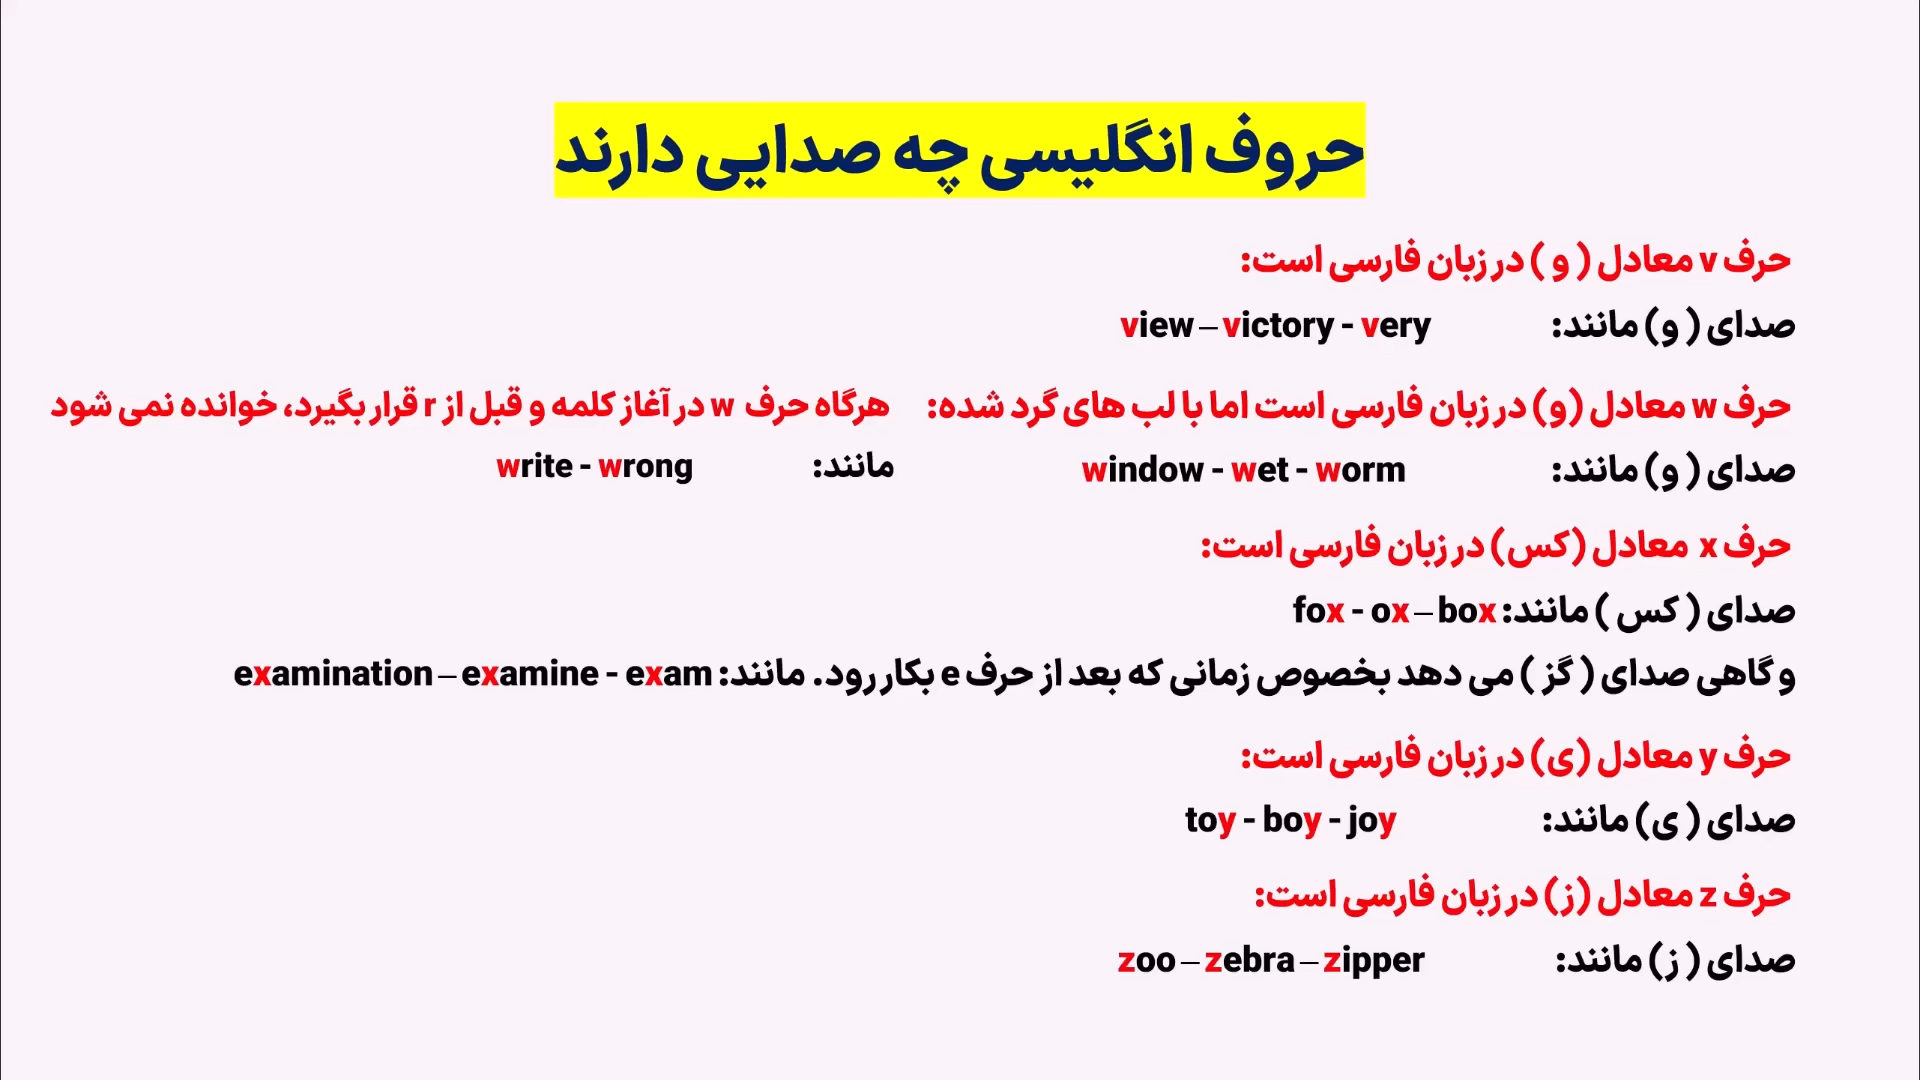 حروف انگلیسی چه صدایی دارند
حرف v معادل ( و ) در زبان فارسی است:
صدای ( و) مانند: view – victory - very
حرف w معادل (و) در زبان فارسی است اما با لب های گرد شده: هرگاه حرف w در آغاز کلمه و قبل از r قرار بگیرد، خوانده نمی شود
صدای ( و) مانند: window - wet - worm مانند: write - wrong
حرف x معادل (کس) در زبان فارسی است:
صدای ( کس ) مانند: fox - ox – box
و گاهی صدای ( گز ) می دهد بخصوص زمانی که بعد از حرف e بکار رود. مانند: examination – examine - exam
حرف y معادل (ی) در زبان فارسی است:
صدای ( ی) مانند: toy - boy - joy
حرف z معادل (ز) در زبان فارسی است:
صدای ( ز) مانند: zoo – zebra – zipper